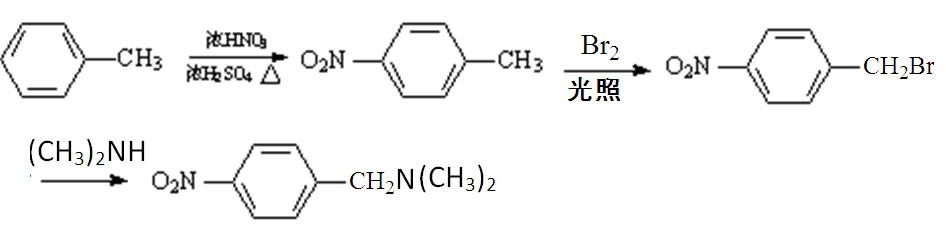 CH₃ 浓HNO₃ 浓H₂SO₄ △ O₂N CH₃ Br₂ 光照 O₂N CH₂Br
(CH₃)₂NH O₂N CH₂N(CH₃)₂